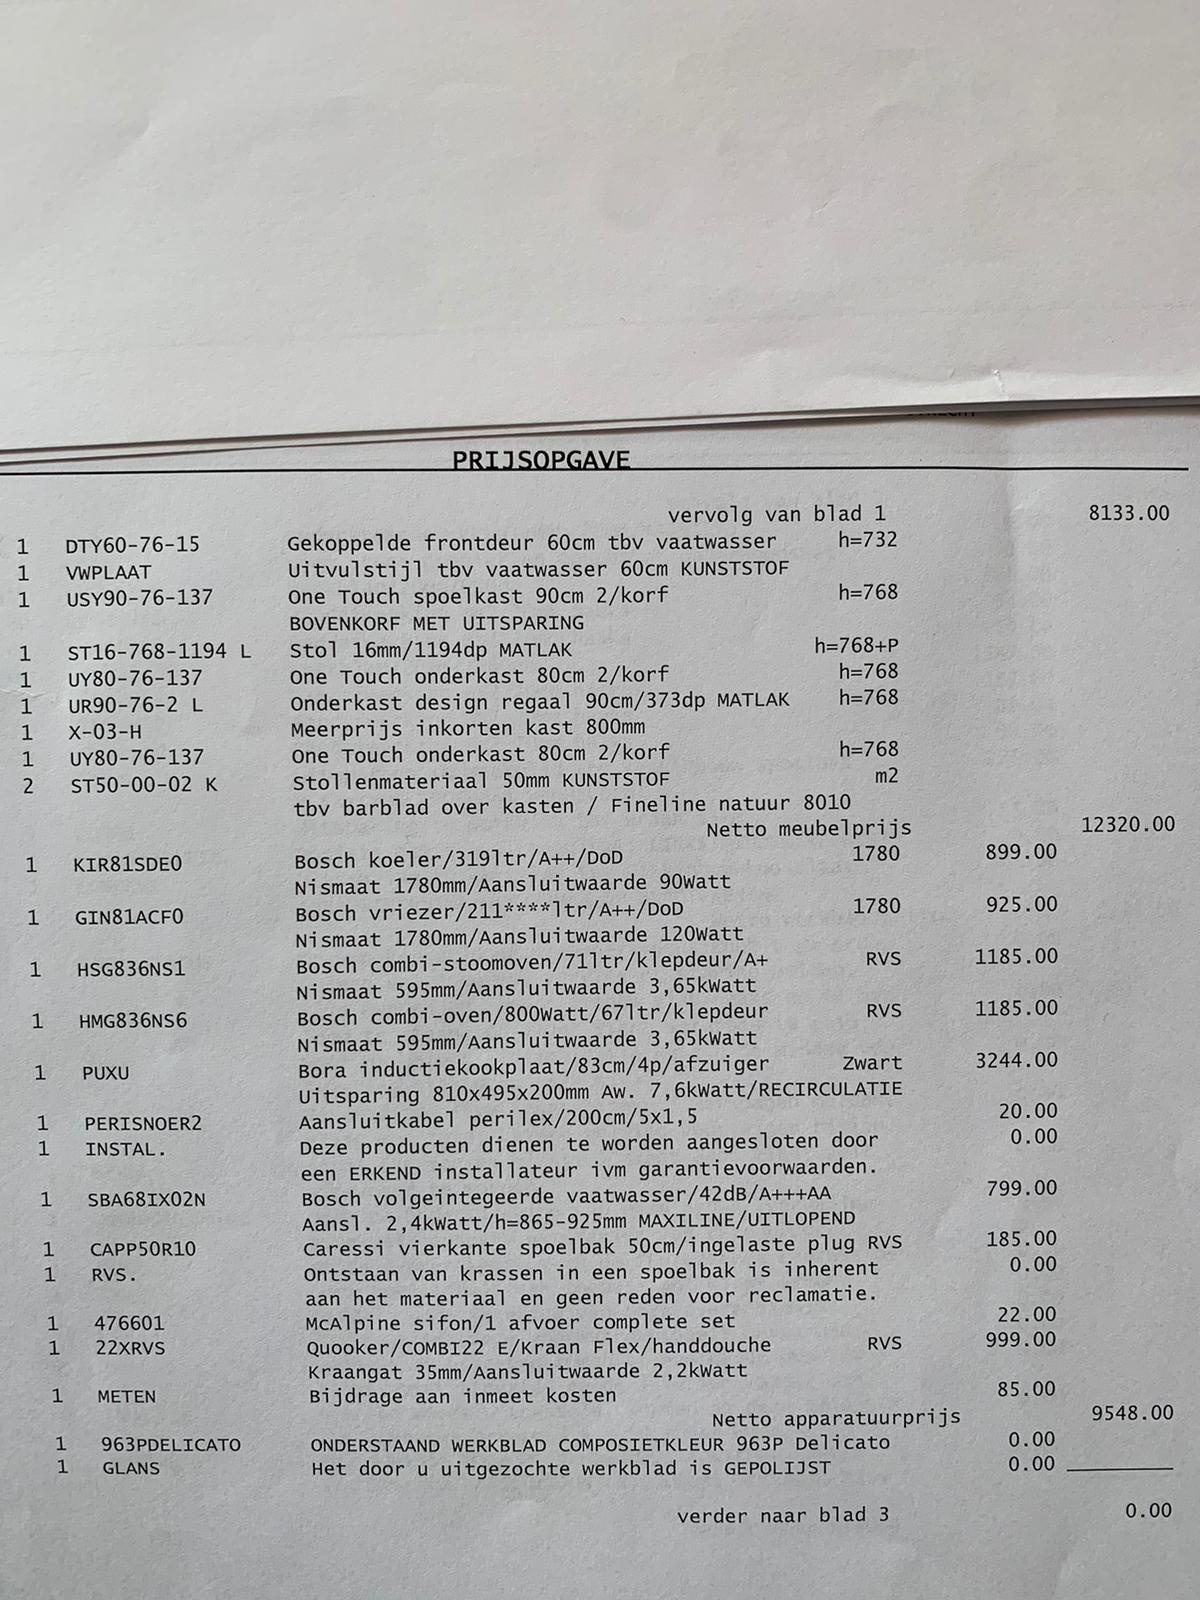 PRIJSOPGAVE
vervolg van blad 1 8133.00
1 DTY60-76-15 Gekoppelde frontdeur 60cm tbv vaatwasser h=732
1 VWPLAAT Uitvulstijl tbv vaatwasser 60cm KUNSTSTOF
1 USY90-76-137 One Touch spoelkast 90cm 2/korf h=768
BOVENKORF MET UITSPARING
1 ST16-768-1194 L Stol 16mm/1194dp MATLAK h=768+P
1 UY80-76-137 One Touch onderkast 80cm 2/korf h=768
1 UR90-76-2 L Onderkast design regaal 90cm/373dp MATLAK h=768
1 X-03-H Meerprijs inkorten kast 800mm
1 UY80-76-137 One Touch onderkast 80cm 2/korf h=768
2 ST50-00-02 K Stollenmateriaal 50mm KUNSTSTOF m2
tbv barblad over kasten / Fineline natuur 8010
Netto meubelprijs 12320.00
1 KIR81SDE0 Bosch koeler/319ltr/A++/DoD 1780 899.00
Nismaat 1780mm/Aansluitwaarde 90Watt
1 GIN81ACF0 Bosch vriezer/211****ltr/A++/DoD 1780 925.00
Nismaat 1780mm/Aansluitwaarde 120Watt
1 HSG836NS1 Bosch combi-stoomoven/71ltr/klepdeur/A+ RVS 1185.00
Nismaat 595mm/Aansluitwaarde 3,65kWatt
1 HMG836NS6 Bosch combi-oven/800Watt/67ltr/klepdeur RVS 1185.00
Nismaat 595mm/Aansluitwaarde 3,65kWatt
1 PUXU Bora inductiekookplaat/83cm/4p/afzuiger Zwart 3244.00
Uitsparing 810x495x200mm Aw. 7,6kWatt/RECIRCULATIE
1 PERISNOER2 Aansluitkabel perilex/200cm/5x1,5 20.00
1 INSTAL. Deze producten dienen te worden aangesloten door 0.00
een ERKEND installateur ivm garantievoorwaarden.
1 SBA68IX02N Bosch volgeintegeerde vaatwasser/42dB/A+++AA 799.00
Aansl. 2,4kWatt/h=865-925mm MAXILINE/UITLOPEND
1 CAPP50R10 Caressi vierkante spoelbak 50cm/ingelaste plug RVS 185.00
1 RVS. Ontstaan van krassen in een spoelbak is inherent 0.00
aan het materiaal en geen reden voor reclamatie.
1 476601 McAlpine sifon/1 afvoer complete set 22.00
1 22XRVS Quooker/COMBI22 E/Kraan Flex/handdouche RVS 999.00
Kraangat 35mm/Aansluitwaarde 2,2kWatt
1 METEN Bijdrage aan inmeet kosten 85.00
Netto apparatuurprijs 9548.00
1 963PDELICATO ONDERSTAAND WERKBLAD COMPOSIETKLEUR 963P Delicato 0.00
1 GLANS Het door u uitgezochte werkblad is GEPOLIJST 0.00
verder naar blad 3 0.00